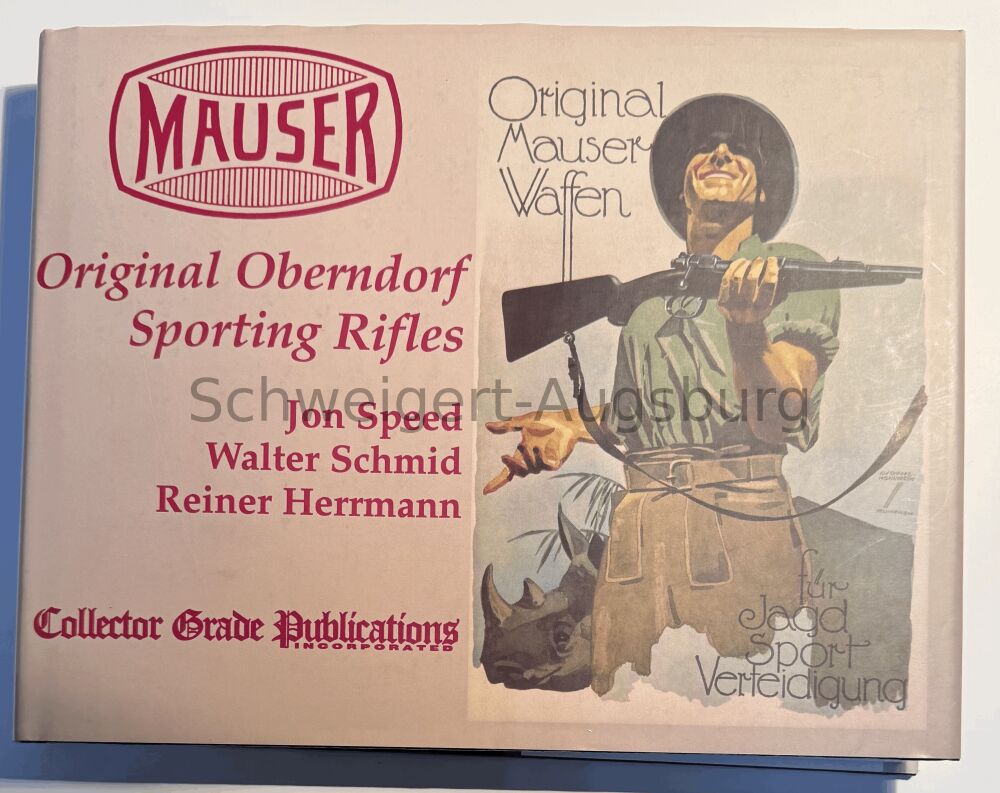 MAUSER
Original Oberndorf
Sporting Rifles
Jon Speed
Walter Schmid
Reiner Herrmann
Collector Grade Publications
INCORPORATED
Original
Mauser
Waffen
für
Jagd
Sport
Verteidigung
Schweigert-Augsburg